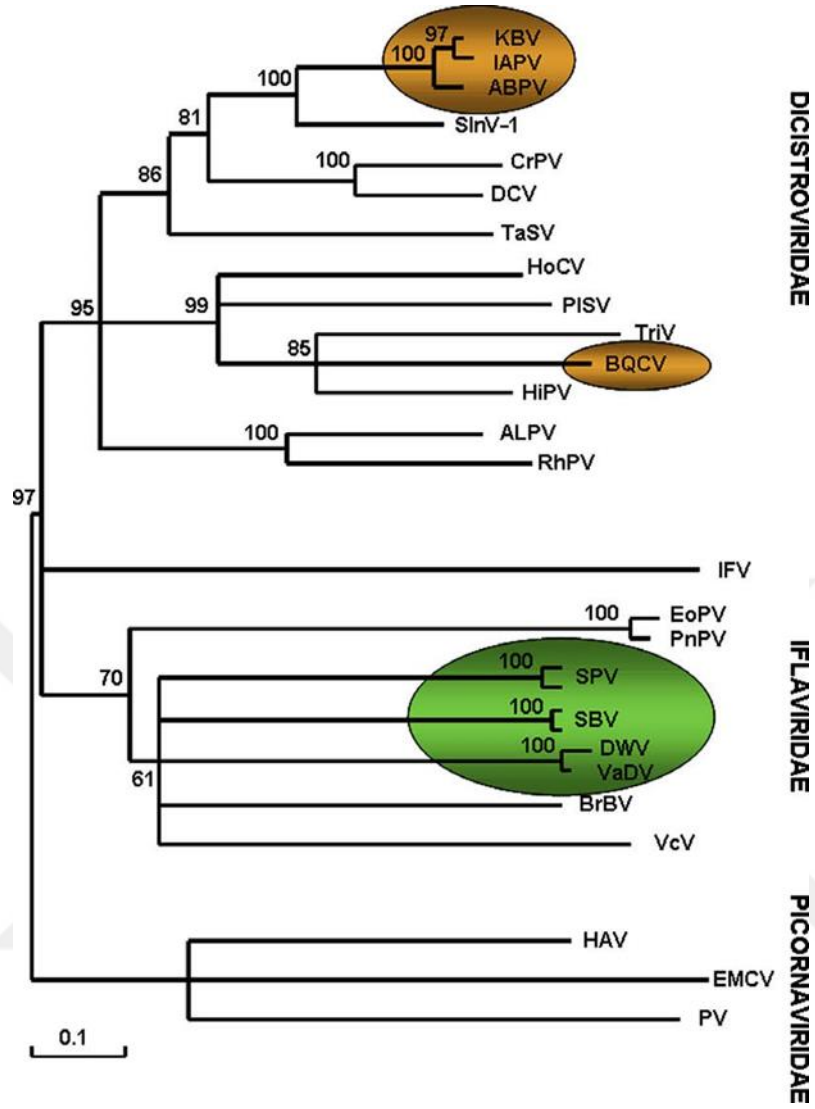 97
KBV
100
IAPV
ABPV
100
SInV-1
81
100
CrPV
DCV
86
TaSV
HoCV
95
99
PlSV
TriV
85
BQCV
HiPV
100
ALPV
RhPV
97
IFV
100
EoPV
PnPV
70
100
SPV
100
SBV
100
DWV
VaDV
61
BrBV
VcV
HAV
EMCV
PV
0.1
DICISTROVIRIDAE
IFLAVIRIDAE
PICORNAVIRIDAE